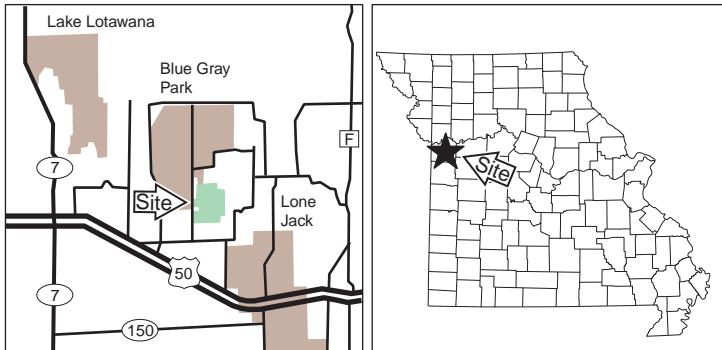 Lake Lotawana
Blue Gray
Park
F
7
Site
Lone
Jack
50
7
150
Site